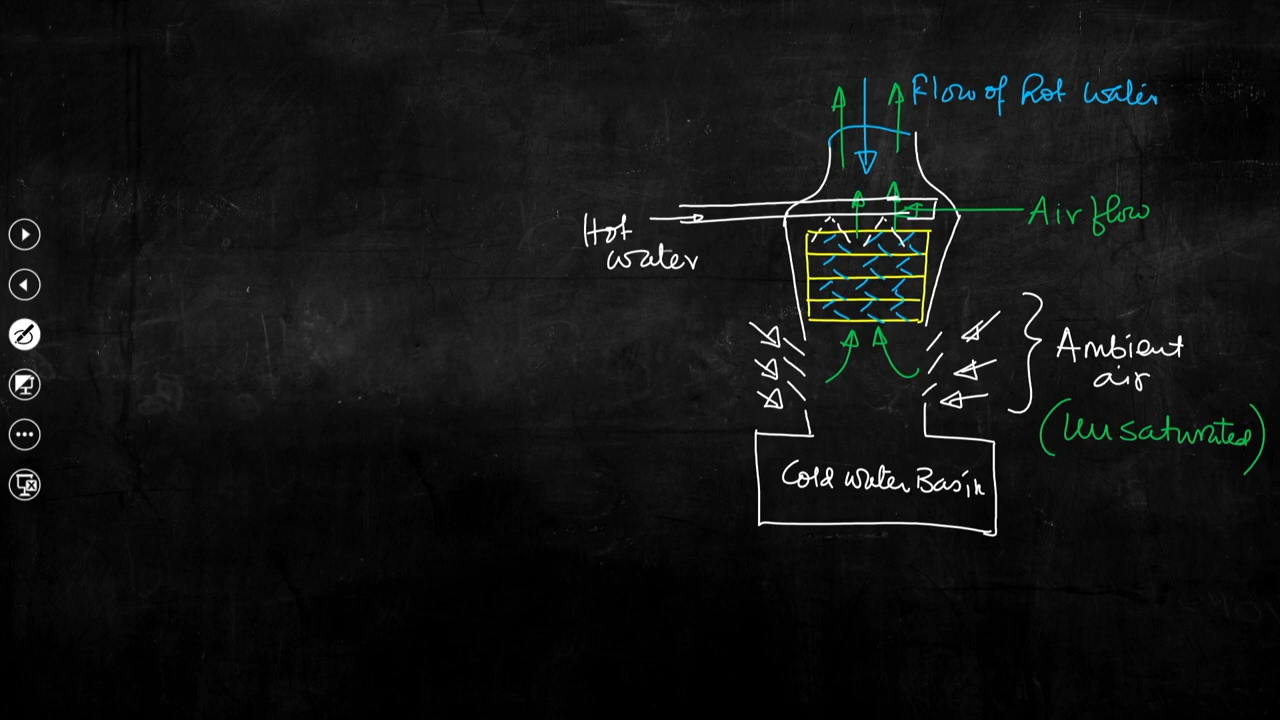 Flow of hot water
Air flow
Hot
water
Ambient
air
(Unsaturated)
Cold water Basin